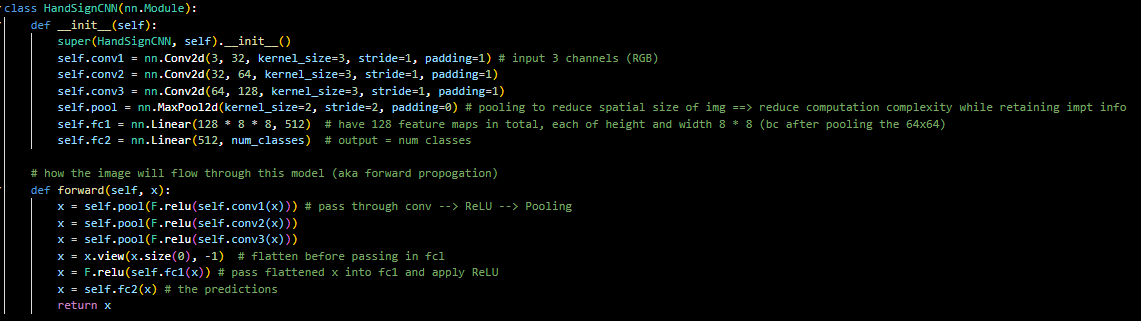 class HandSignCNN(nn.Module):
    def __init__(self):
        super(HandSignCNN, self).__init__()
        self.conv1 = nn.Conv2d(3, 32, kernel_size=3, stride=1, padding=1) # input 3 channels (RGB)
        self.conv2 = nn.Conv2d(32, 64, kernel_size=3, stride=1, padding=1)
        self.conv3 = nn.Conv2d(64, 128, kernel_size=3, stride=1, padding=1)
        self.pool = nn.MaxPool2d(kernel_size=2, stride=2, padding=0) # pooling to reduce spatial size of img ==> reduce computation complexity while retaining impt info
        self.fc1 = nn.Linear(128 * 8 * 8, 512)  # have 128 feature maps in total, each of height and width 8 * 8 (bc after pooling the 64x64)
        self.fc2 = nn.Linear(512, num_classes)  # output = num classes

    # how the image will flow through this model (aka forward propogation)
    def forward(self, x):
        x = self.pool(F.relu(self.conv1(x))) # pass through conv --> ReLU --> Pooling
        x = self.pool(F.relu(self.conv2(x)))
        x = self.pool(F.relu(self.conv3(x)))
        x = x.view(x.size(0), -1)  # flatten before passing in fcl
        x = F.relu(self.fc1(x)) # pass flattened x into fc1 and apply ReLU
        x = self.fc2(x) # the predictions
        return x